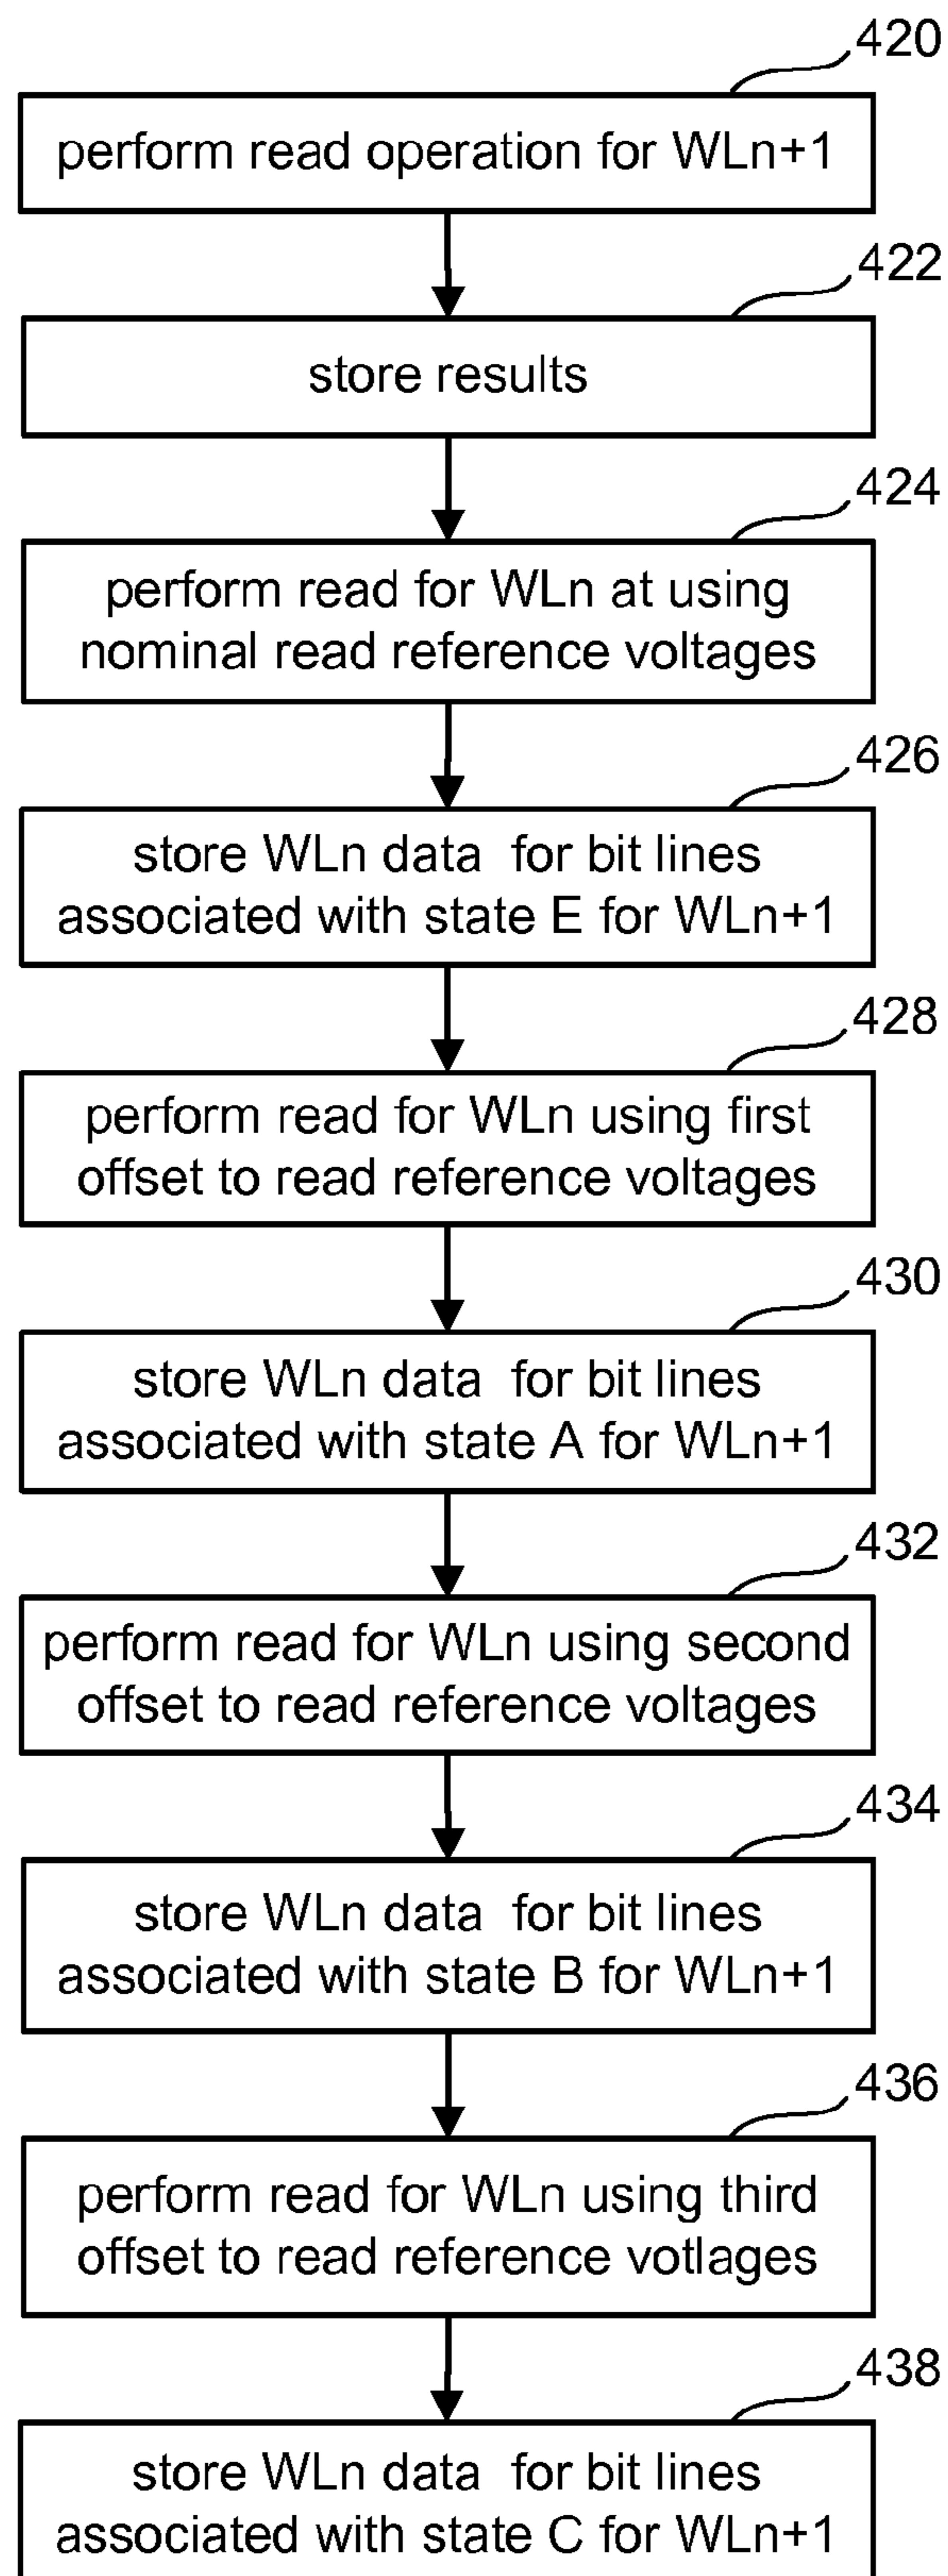 420
perform read operation for WLn+1
422
store results
424
perform read for WLn at using
nominal read reference voltages
426
store WLn data for bit lines
associated with state E for WLn+1
428
perform read for WLn using first
offset to read reference voltages
430
store WLn data for bit lines
associated with state A for WLn+1
432
perform read for WLn using second
offset to read reference voltages
434
store WLn data for bit lines
associated with state B for WLn+1
436
perform read for WLn using third
offset to read reference votlages
438
store WLn data for bit lines
associated with state C for WLn+1